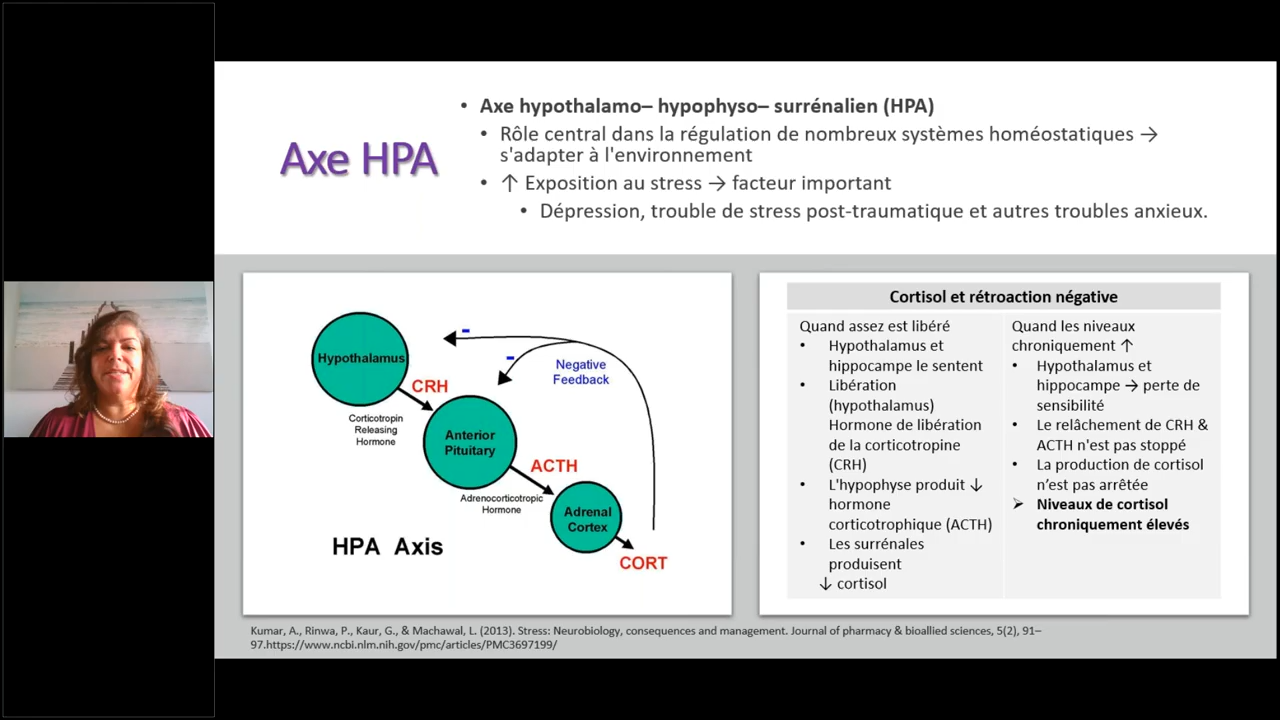 Axe HPA
• Axe hypothalamo– hypophyso– surrénalien (HPA)
• Rôle central dans la régulation de nombreux systèmes homéostatiques →
s'adapter à l'environnement
• ↑ Exposition au stress → facteur important
• Dépression, trouble de stress post-traumatique et autres troubles anxieux.
Hypothalamus
CRH
Corticotropin
Releasing
Hormone
Anterior
Pituitary
ACTH
Adrenocorticotropic
Hormone
Adrenal
Cortex
CORT
-
-
Negative
Feedback
HPA Axis
Cortisol et rétroaction négative
Quand assez est libéré
• Hypothalamus et
hippocampe le sentent
• Libération
(hypothalamus)
Hormone de libération
de la corticotropine
(CRH)
• L'hypophyse produit ↓
hormone
corticotrophique (ACTH)
• Les surrénales
produisent
↓ cortisol
Quand les niveaux
chroniquement ↑
• Hypothalamus et
hippocampe → perte de
sensibilité
• Le relâchement de CRH &
ACTH n'est pas stoppé
• La production de cortisol
n’est pas arrêtée
➢ Niveaux de cortisol
chroniquement élevés
Kumar, A., Rinwa, P., Kaur, G., & Machawal, L. (2013). Stress: Neurobiology, consequences and management. Journal of pharmacy & bioallied sciences, 5(2), 91–
97.https://www.ncbi.nlm.nih.gov/pmc/articles/PMC3697199/